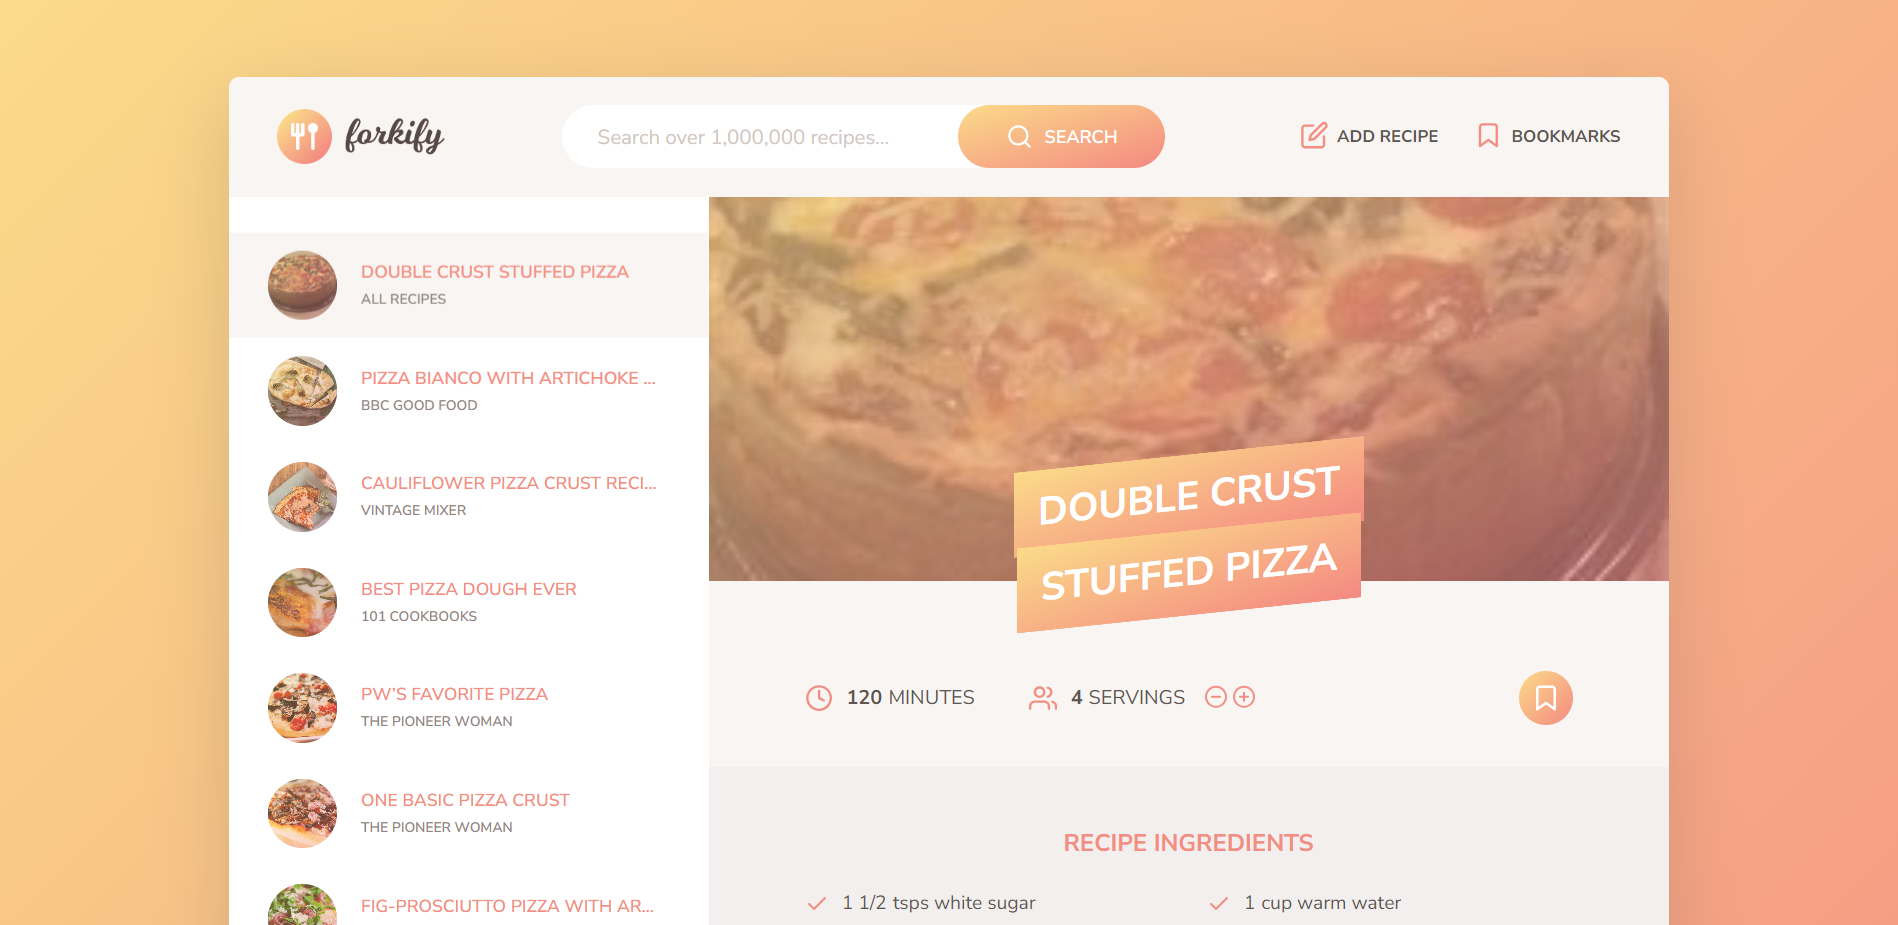 forkify
Search over 1,000,000 recipes...
SEARCH
ADD RECIPE
BOOKMARKS
DOUBLE CRUST STUFFED PIZZA
ALL RECIPES
PIZZA BIANCO WITH ARTICHOKE ...
BBC GOOD FOOD
CAULIFLOWER PIZZA CRUST RECI...
VINTAGE MIXER
BEST PIZZA DOUGH EVER
101 COOKBOOKS
PW'S FAVORITE PIZZA
THE PIONEER WOMAN
ONE BASIC PIZZA CRUST
THE PIONEER WOMAN
FIG-PROSCIUTTO PIZZA WITH AR...
DOUBLE CRUST
STUFFED PIZZA
120 MINUTES
4 SERVINGS
RECIPE INGREDIENTS
1 1/2 tsps white sugar
1 cup warm water